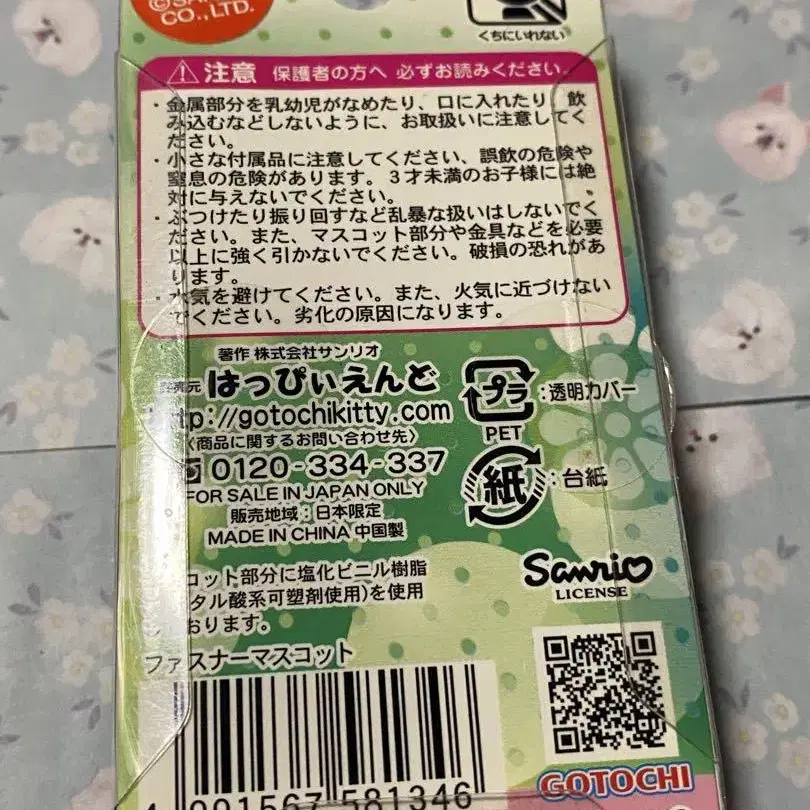 CO., LTD.
くちにいれない
注意 保護者の方へ 必ずお読みください。
・金属部分を乳幼児がなめたり、口に入れたり、飲
み込むなどしないように、お取扱いに注意してく
ださい。
・小さな付属品に注意してください、誤飲の危険や
窒息の危険があります。3才未満のお子様には絶
対に与えないでください。
・ぶつけたり振り回すなど乱暴な扱いはしないでく
ださい。また、マスコット部分や金具などを必要
以上に強く引かないでください。破損の恐れがあ
ります。
・水気を避けてください。また、火気に近づけない
でください。劣化の原因になります。
著作 株式会社サンリオ
発売元 はっぴぃえんど
http://gotochikitty.com
〈商品に関するお問い合わせ先〉
0120-334-337
FOR SALE IN JAPAN ONLY
販売地域:日本限定
MADE IN CHINA 中国製
プラ :透明カバー
PET
紙 :台紙
コット部分に塩化ビニル樹脂
タル酸系可塑剤使用)を使用
おります。
Sanrio
LICENSE
ファスナーマスコット
581346
GOTOCHI